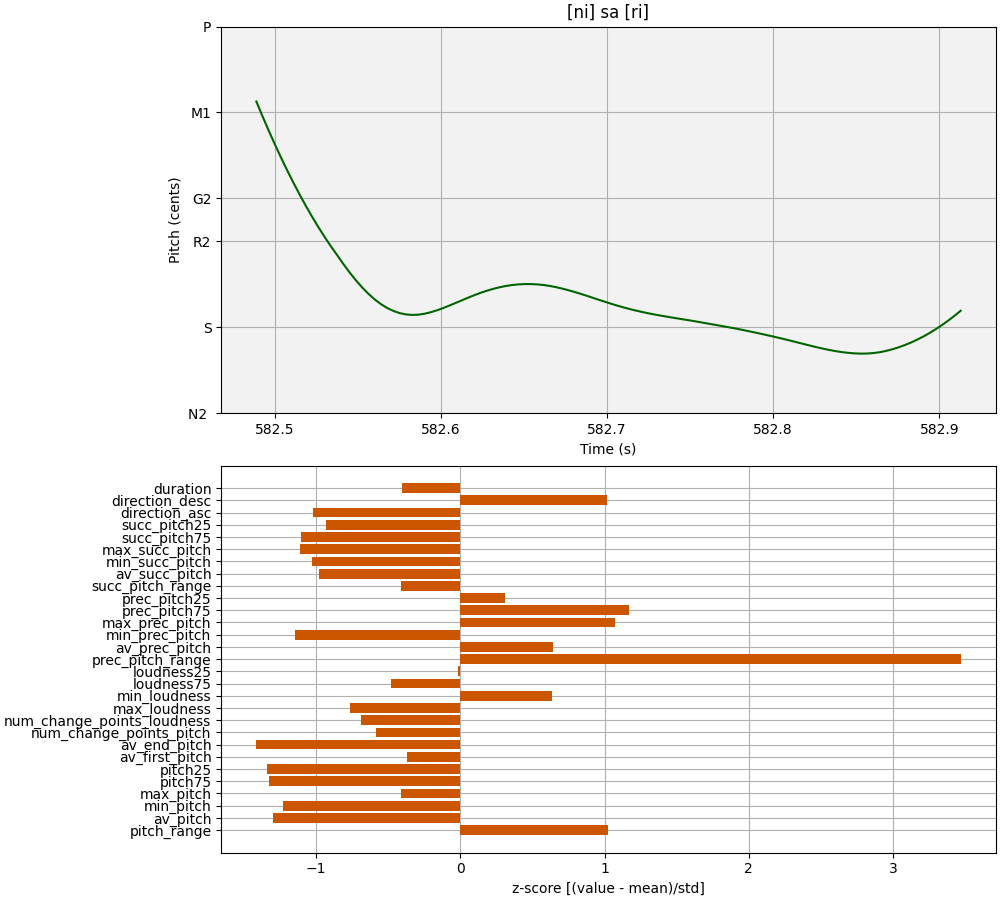 [ni] sa [ri]
P
M1
G2
R2
S
N2
Pitch (cents)
582.5 582.6 582.7 582.8 582.9
Time (s)
duration
direction_desc
direction_asc
succ_pitch25
succ_pitch75
max_succ_pitch
min_succ_pitch
av_succ_pitch
succ_pitch_range
prec_pitch25
prec_pitch75
max_prec_pitch
min_prec_pitch
av_prec_pitch
prec_pitch_range
loudness25
loudness75
min_loudness
max_loudness
num_change_points_loudness
num_change_points_pitch
av_end_pitch
av_first_pitch
pitch25
pitch75
max_pitch
min_pitch
av_pitch
pitch_range
−1 0 1 2 3
z-score [(value - mean)/std]